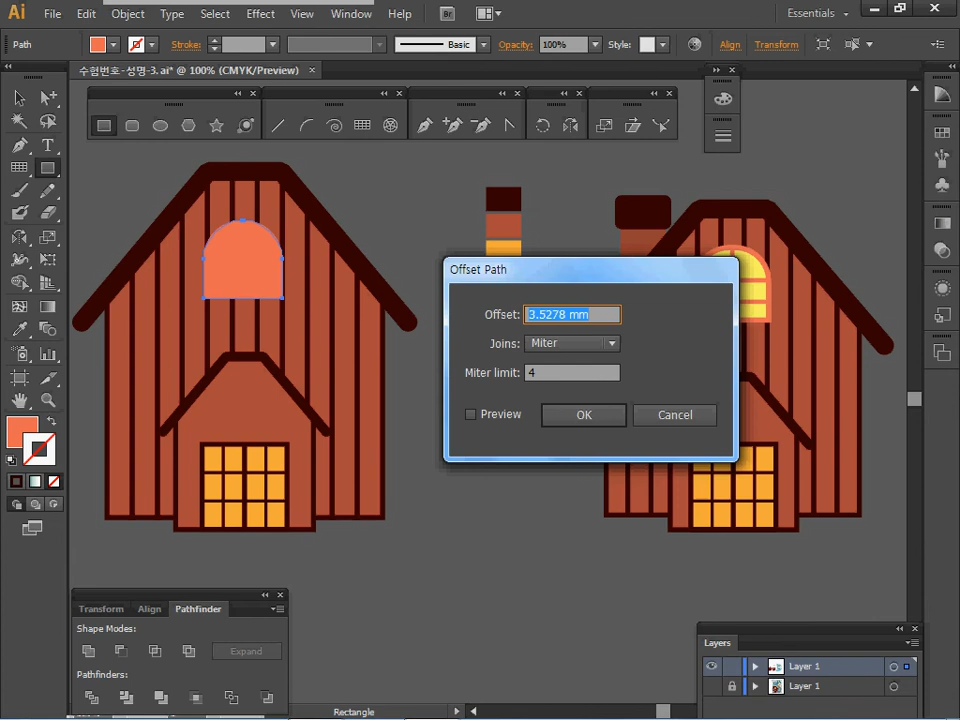 Ai File Edit Object Type Select Effect View Window Help Br Essentials
Path Stroke: Basic Opacity: 100% Style: Align Transform
수험번호-성명-3.ai* @ 100% (CMYK/Preview)
Offset Path
Offset: 3.5278 mm
Joins: Miter
Miter limit: 4
Preview OK Cancel
Transform Align Pathfinder
Shape Modes:
Expand
Pathfinders:
Layers
Layer 1
Layer 1
Rectangle